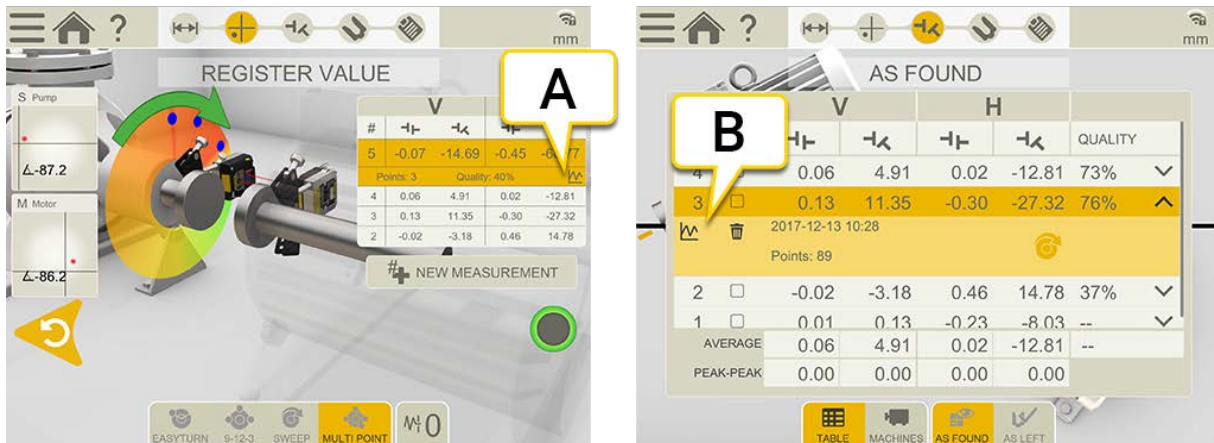 ?
mm
REGISTER VALUE
A
S Pump
∠-87.2
M Motor
∠-86.2
V
#
5 -0.07 -14.69 -0.45
Points: 3 Quality: 40%
4 0.06 4.91 0.02 -12.81
3 0.13 11.35 -0.30 -27.32
2 -0.02 -3.18 0.46 14.78
# NEW MEASUREMENT
EASYTURN 9-12-3 SWEEP MULTI POINT 0
?
mm
AS FOUND
B
V H
QUALITY
4 0.06 4.91 0.02 -12.81 73%
3 0.13 11.35 -0.30 -27.32 76%
2017-12-13 10:28
Points: 89
2 -0.02 -3.18 0.46 14.78 37%
1 0.01 0.13 -0.23 -8.03 --
AVERAGE 0.06 4.91 0.02 -12.81 --
PEAK-PEAK 0.00 0.00 0.00 0.00
TABLE MACHINES AS FOUND AS LEFT